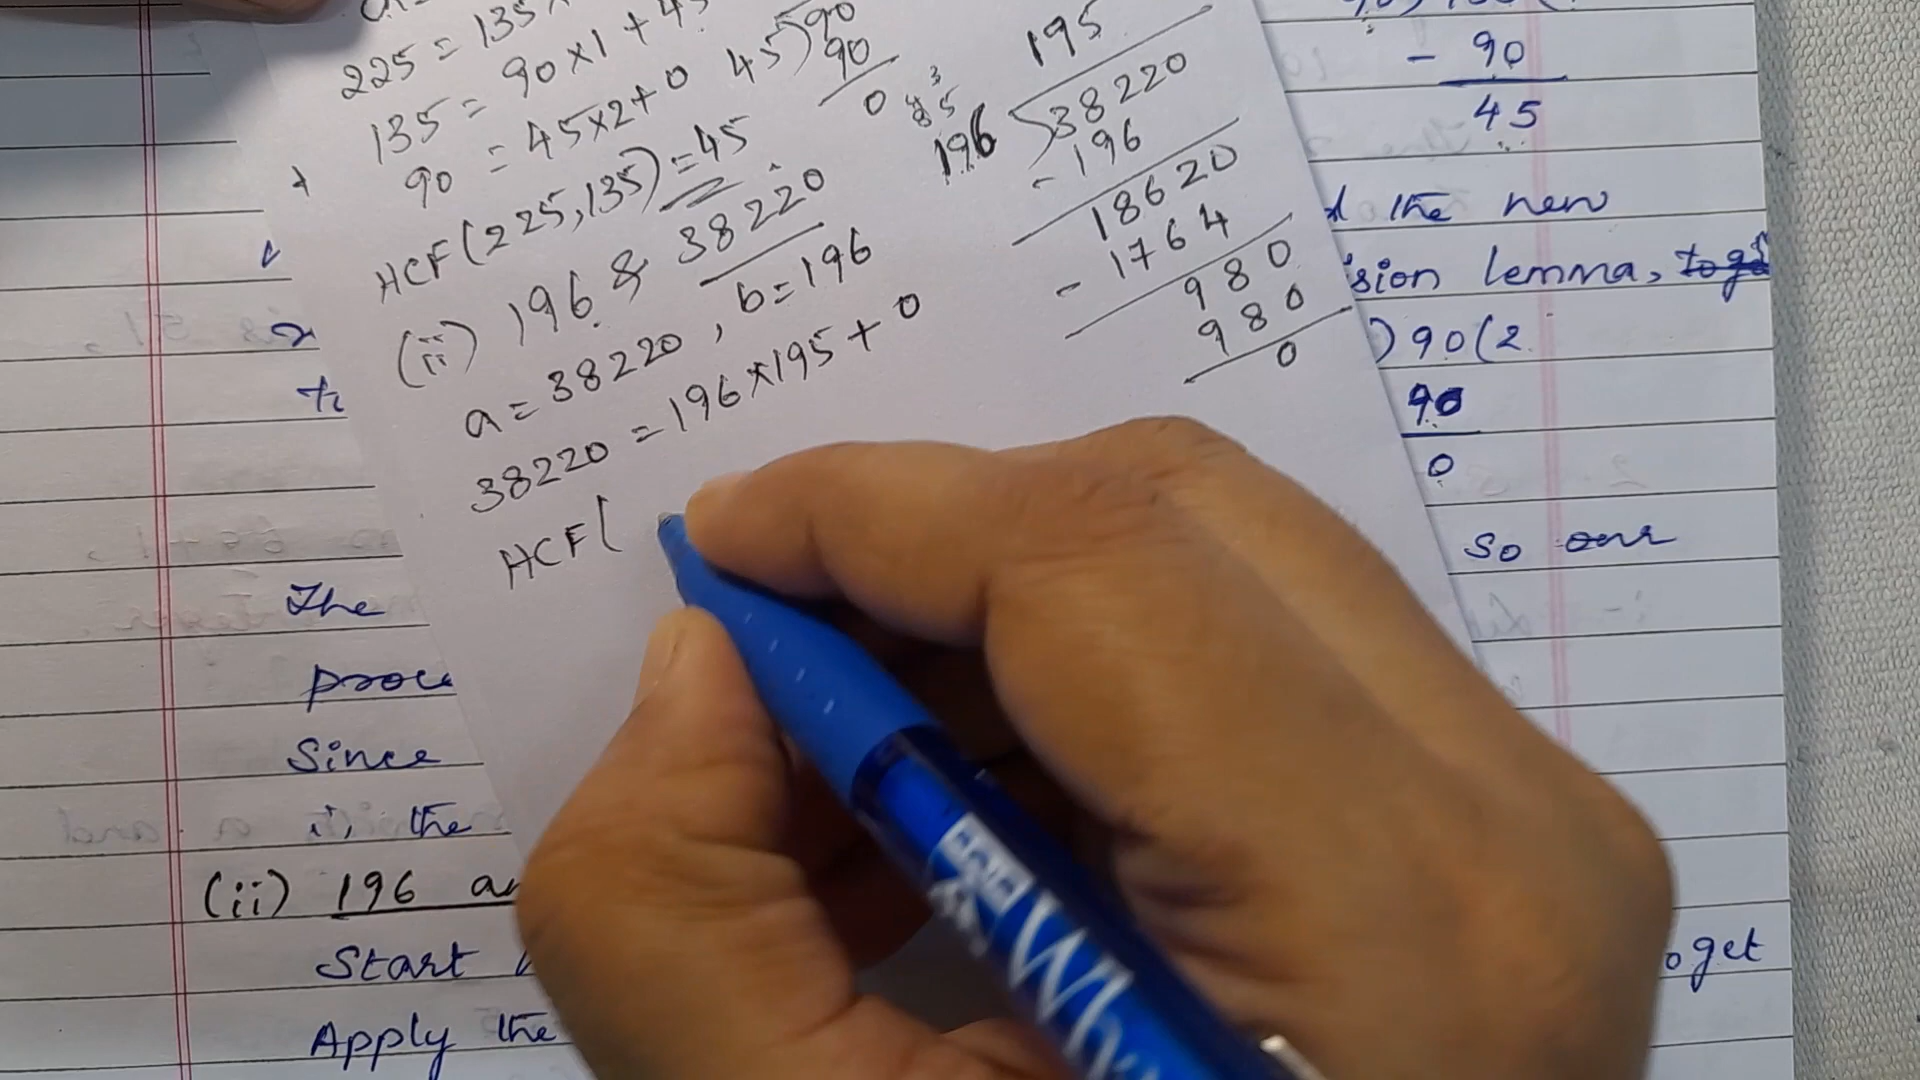 225 = 135
135 = 90×1+45
90 = 45×2+0
45)90
90
0
HCF(225,135)=45
(ii) 196 & 38220
a = 38220, b=196
38220 = 196×195+0
HCF(
195
196)38220
-196
18620
-1764
980
980
0
-90
45
the new
sion lemma,
)90(2
90
0
so our
The
proce
Since
it, the
(ii) 196 an
Start
oget
Apply the